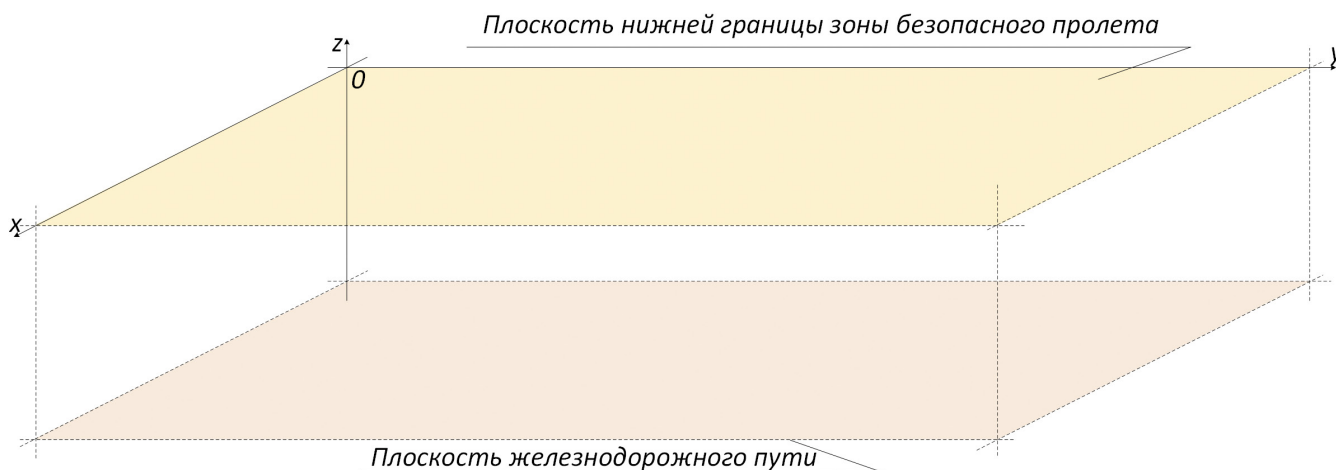 Плоскость нижней границы зоны безопасного пролета
z
y
0
x
Плоскость железнодорожного пути